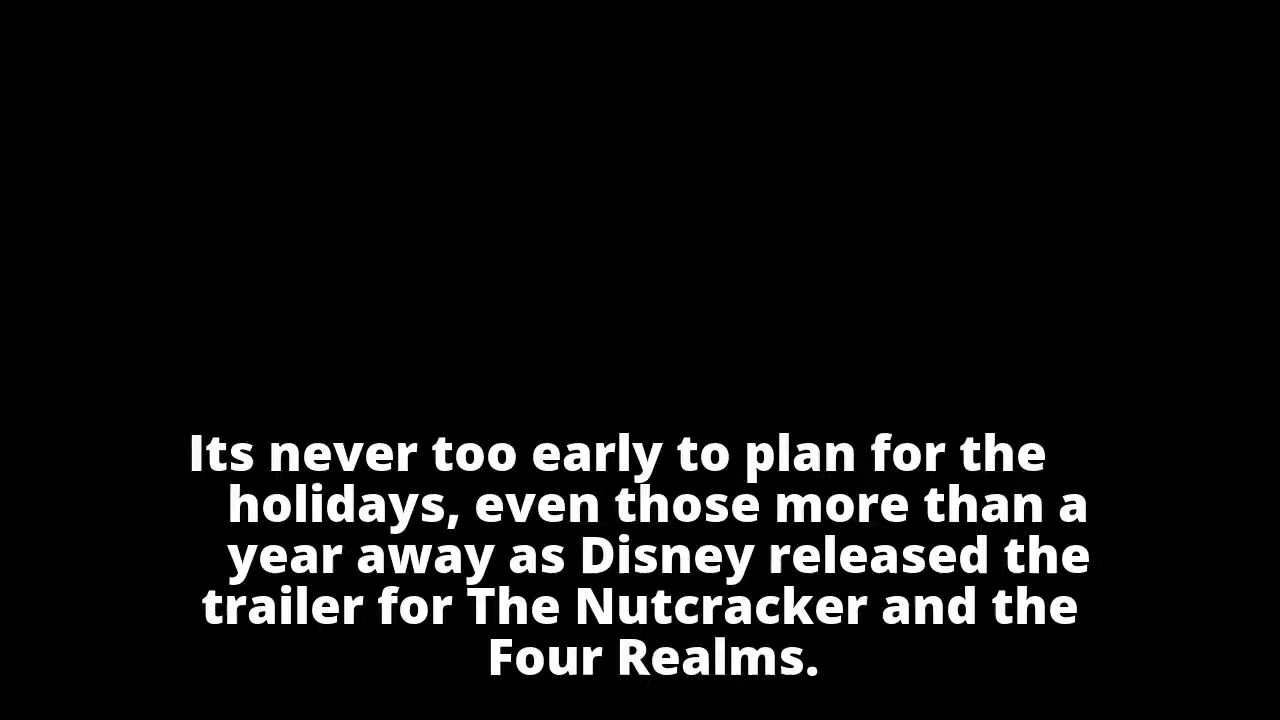 Its never too early to plan for the
holidays, even those more than a
year away as Disney released the
trailer for The Nutcracker and the
Four Realms.